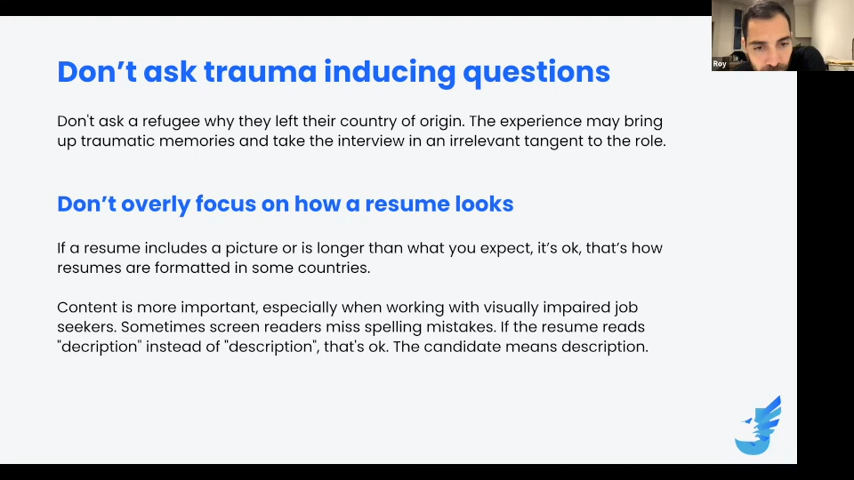 Don't ask trauma inducing questions
Don't ask a refugee why they left their country of origin. The experience may bring
up traumatic memories and take the interview in an irrelevant tangent to the role.
Don't overly focus on how a resume looks
If a resume includes a picture or is longer than what you expect, it's ok, that's how
resumes are formatted in some countries.
Content is more important, especially when working with visually impaired job
seekers. Sometimes screen readers miss spelling mistakes. If the resume reads
"decription" instead of "description", that's ok. The candidate means description.
Roy